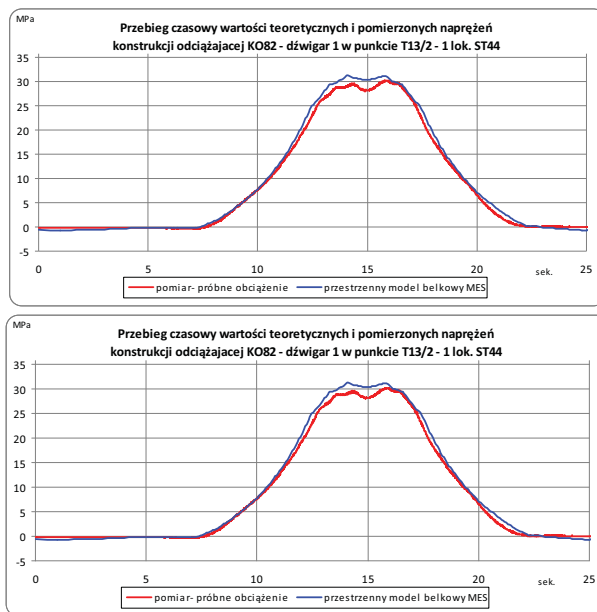 MPa
Przebieg czasowy wartości teoretycznych i pomierzonych naprężeń
konstrukcji odciążajacej KO82 - dźwigar 1 w punkcie T13/2 - 1 lok. ST44
35
30
25
20
15
10
5
0
-5
0 5 10 15 20 sek. 25
pomiar- próbne obciążenie przestrzenny model belkowy MES
MPa
Przebieg czasowy wartości teoretycznych i pomierzonych naprężeń
konstrukcji odciążajacej KO82 - dźwigar 1 w punkcie T13/2 - 1 lok. ST44
35
30
25
20
15
10
5
0
-5
0 5 10 15 20 sek. 25
pomiar- próbne obciążenie przestrzenny model belkowy MES